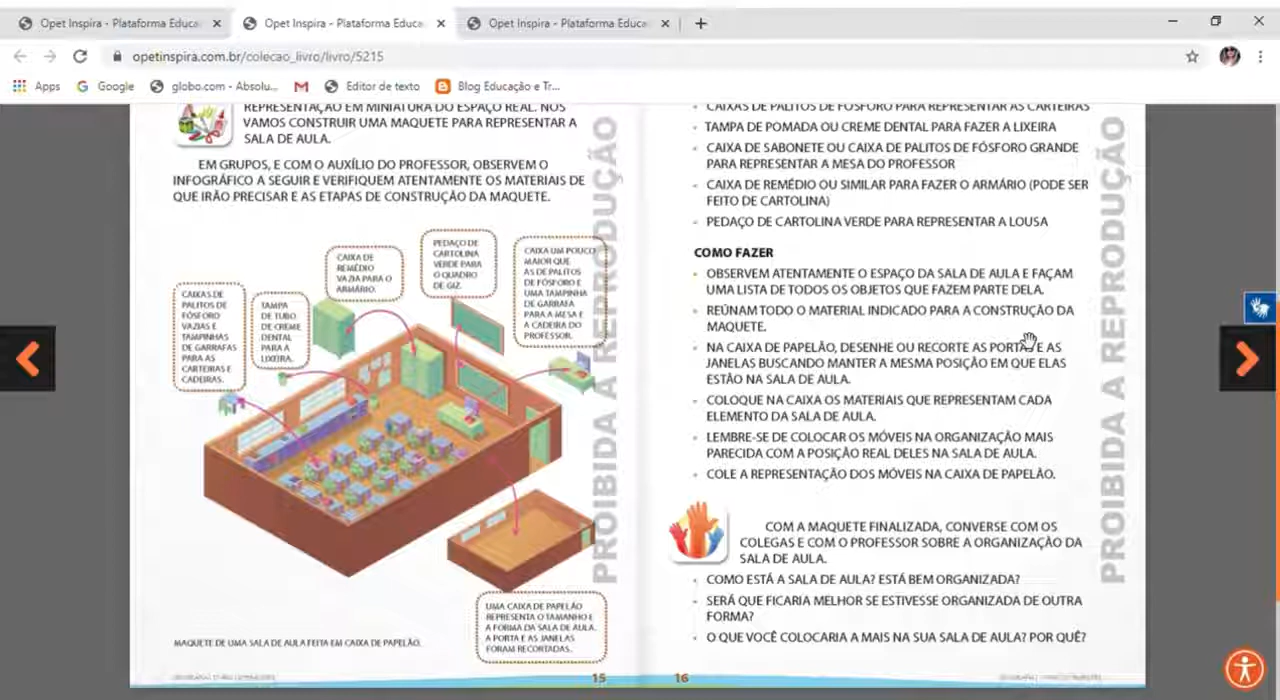 Opet Inspira - Plataforma Educa
Opet Inspira - Plataforma Educa
Opet Inspira - Plataforma Educa
opetinspira.com.br/colecao_livro/livro/5215
Apps
Google
globo.com - Absolu...
Editor de texto
Blog Educação e Tr...
REPRESENTAÇÃO EM MINIATURA DO ESPAÇO REAL. NÓS
VAMOS CONSTRUIR UMA MAQUETE PARA REPRESENTAR A
SALA DE AULA.
EM GRUPOS, E COM O AUXÍLIO DO PROFESSOR, OBSERVEM O
INFOGRÁFICO A SEGUIR E VERIFIQUEM ATENTAMENTE OS MATERIAIS DE
QUE IRÃO PRECISAR E AS ETAPAS DE CONSTRUÇÃO DA MAQUETE.
CAIXAS DE
PALITOS DE
FÓSFORO
VAZIAS E
TAMPINHAS
DE GARRAFAS
PARA AS
CARTEIRAS E
CADEIRAS.
TAMPA
DE TUBO
DE CREME
DENTAL
PARA A
LIXEIRA.
CAIXA DE
REMÉDIO
VAZIA PARA O
ARMÁRIO.
PEDAÇO DE
CARTOLINA
VERDE PARA
O QUADRO
DE GIZ.
CAIXA UM POUCO
MAIOR QUE
AS DE PALITOS
DE FÓSFORO E
UMA TAMPINHA
DE GARRAFA
PARA A MESA E
A CADEIRA DO
PROFESSOR.
UMA CAIXA DE PAPELÃO
REPRESENTA O TAMANHO E
A FORMA DA SALA DE AULA.
A PORTA E AS JANELAS
FORAM RECORTADAS.
MAQUETE DE UMA SALA DE AULA FEITA EM CAIXA DE PAPELÃO.
PROIBIDA A REPRODUÇÃO
15
• CAIXAS DE PALITOS DE FÓSFORO PARA REPRESENTAR AS CARTEIRAS
• TAMPA DE POMADA OU CREME DENTAL PARA FAZER A LIXEIRA
• CAIXA DE SABONETE OU CAIXA DE PALITOS DE FÓSFORO GRANDE
PARA REPRESENTAR A MESA DO PROFESSOR
• CAIXA DE REMÉDIO OU SIMILAR PARA FAZER O ARMÁRIO (PODE SER
FEITO DE CARTOLINA)
• PEDAÇO DE CARTOLINA VERDE PARA REPRESENTAR A LOUSA
COMO FAZER
• OBSERVEM ATENTAMENTE O ESPAÇO DA SALA DE AULA E FAÇAM
UMA LISTA DE TODOS OS OBJETOS QUE FAZEM PARTE DELA.
• REÚNAM TODO O MATERIAL INDICADO PARA A CONSTRUÇÃO DA
MAQUETE.
• NA CAIXA DE PAPELÃO, DESENHE OU RECORTE AS PORTAS E AS
JANELAS BUSCANDO MANTER A MESMA POSIÇÃO EM QUE ELAS
ESTÃO NA SALA DE AULA.
• COLOQUE NA CAIXA OS MATERIAIS QUE REPRESENTAM CADA
ELEMENTO DA SALA DE AULA.
• LEMBRE-SE DE COLOCAR OS MÓVEIS NA ORGANIZAÇÃO MAIS
PARECIDA COM A POSIÇÃO REAL DELES NA SALA DE AULA.
• COLE A REPRESENTAÇÃO DOS MÓVEIS NA CAIXA DE PAPELÃO.
COM A MAQUETE FINALIZADA, CONVERSE COM OS
COLEGAS E COM O PROFESSOR SOBRE A ORGANIZAÇÃO DA
SALA DE AULA.
• COMO ESTÁ A SALA DE AULA? ESTÁ BEM ORGANIZADA?
• SERÁ QUE FICARIA MELHOR SE ESTIVESSE ORGANIZADA DE OUTRA
FORMA?
• O QUE VOCÊ COLOCARIA A MAIS NA SUA SALA DE AULA? POR QUÊ?
PROIBIDA A REPRODUÇÃO
16